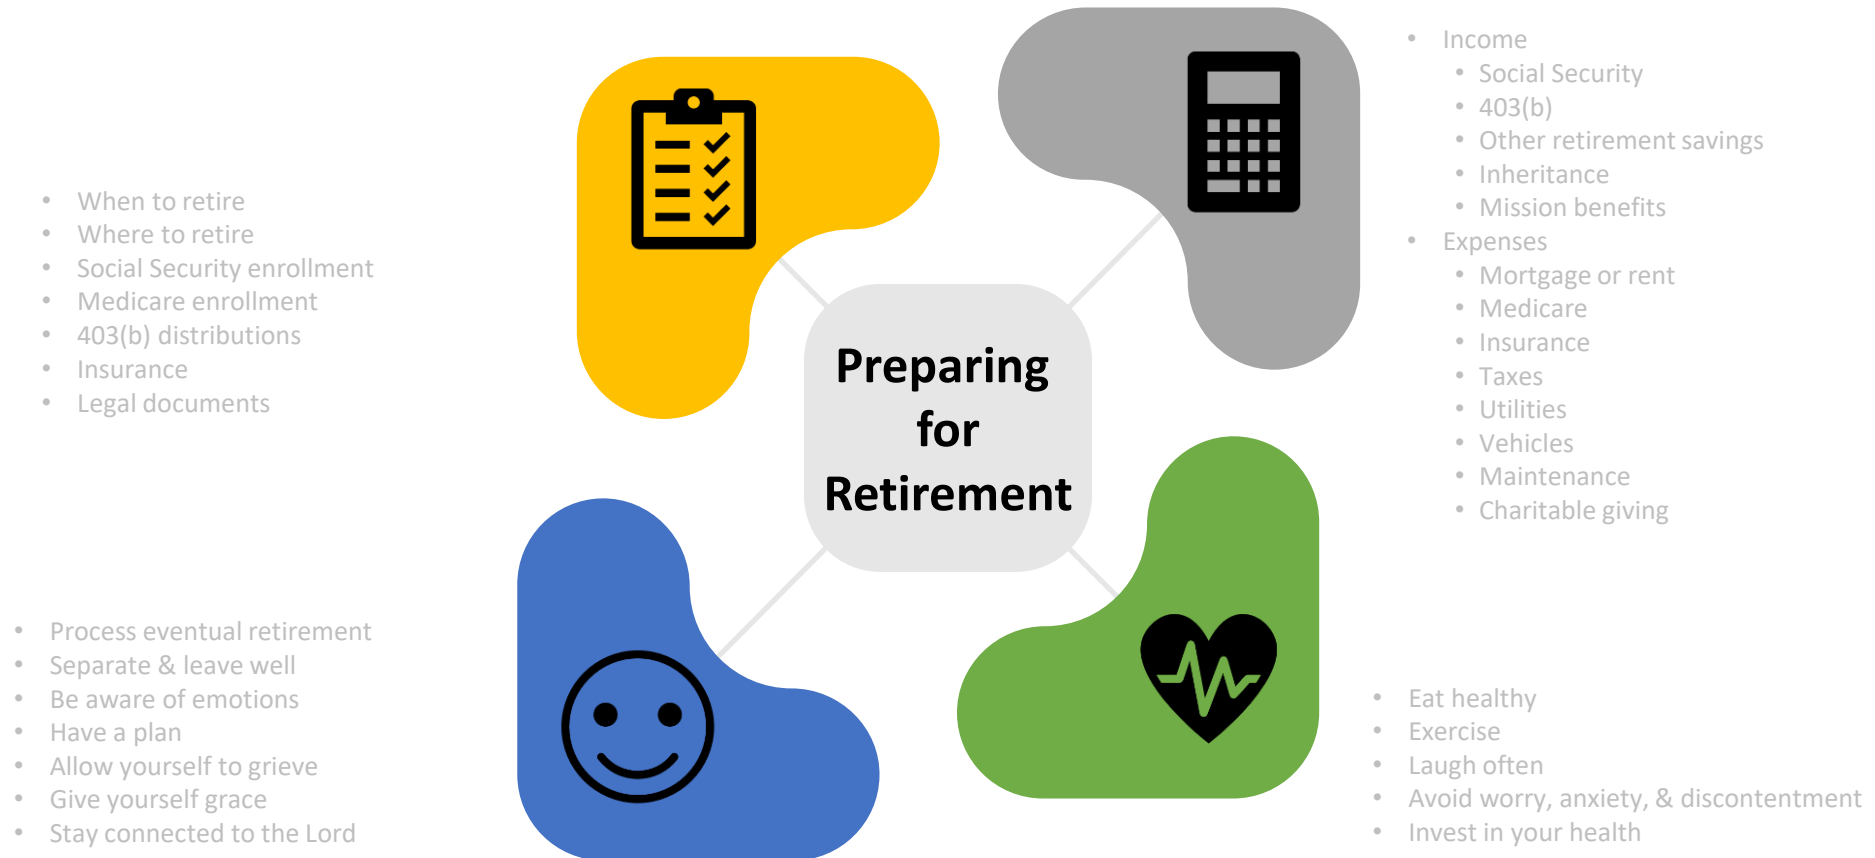 • When to retire
• Where to retire
• Social Security enrollment
• Medicare enrollment
• 403(b) distributions
• Insurance
• Legal documents
• Income
• Social Security
• 403(b)
• Other retirement savings
• Inheritance
• Mission benefits
• Expenses
• Mortgage or rent
• Medicare
• Insurance
• Taxes
• Utilities
• Vehicles
• Maintenance
• Charitable giving
Preparing
for
Retirement
• Process eventual retirement
• Separate & leave well
• Be aware of emotions
• Have a plan
• Allow yourself to grieve
• Give yourself grace
• Stay connected to the Lord
• Eat healthy
• Exercise
• Laugh often
• Avoid worry, anxiety, & discontentment
• Invest in your health